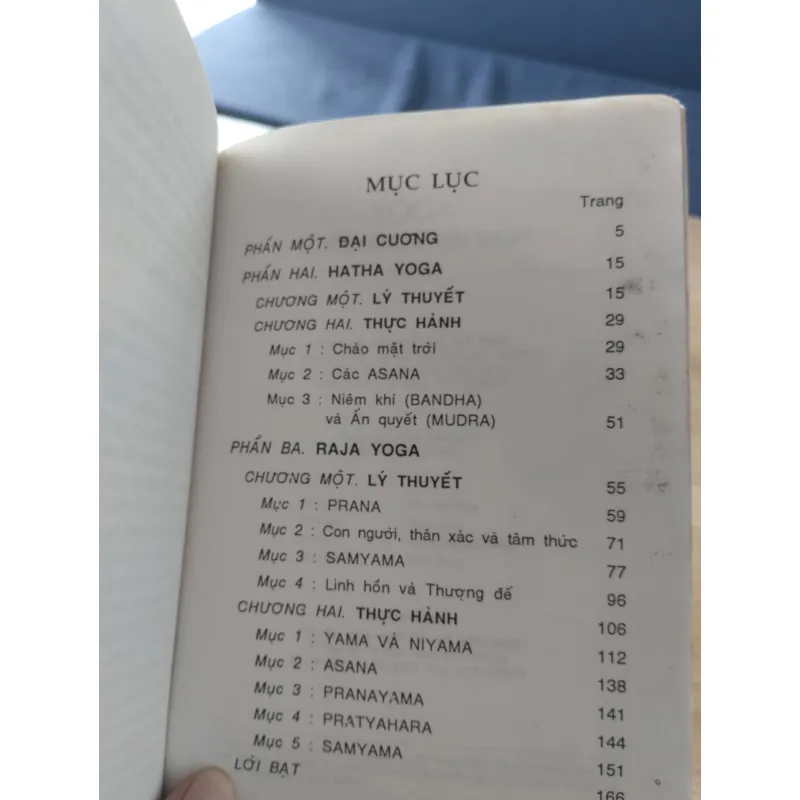 MỤC LỤC
Trang
PHẦN MỘT. ĐẠI CUƠNG 5
PHẦN HAI. HATHA YOGA 15
CHƯƠNG MỘT. LÝ THUYẾT 15
CHƯƠNG HAI. THỰC HÀNH 29
Mục 1 : Chào mặt trời 29
Mục 2 : Các ASANA 33
Mục 3 : Niêm khí (BANDHA)
và Ấn quyết (MUDRA) 51
PHẦN BA. RAJA YOGA
CHƯƠNG MỘT. LÝ THUYẾT 55
Mục 1 : PRANA 59
Mục 2 : Con người, thân xác và tâm thức 71
Mục 3 : SAMYAMA 77
Mục 4 : Linh hồn và Thượng đế 96
CHƯƠNG HAI. THỰC HÀNH 106
Mục 1 : YAMA VÀ NIYAMA 112
Mục 2 : ASANA 138
Mục 3 : PRANAYAMA 141
Mục 4 : PRATYAHARA 144
Mục 5 : SAMYAMA 151
LỜI BẠT 166